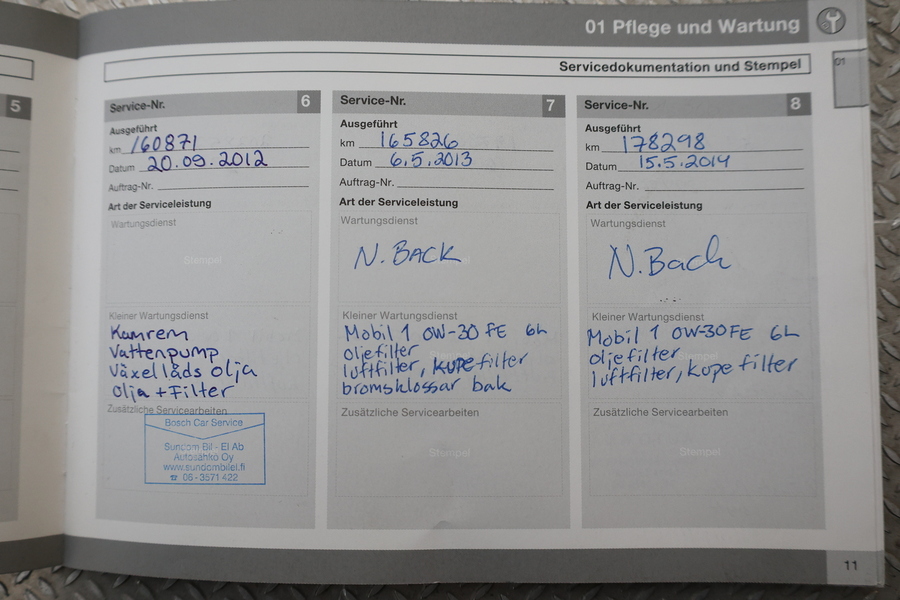 01 Pflege und Wartung
01
Servicedokumentation und Stempel
5
Service-Nr. 6
Ausgeführt
km 160871
Datum 20.09.2012
Auftrag-Nr.
Art der Serviceleistung
Wartungsdienst
Stempel
Kleiner Wartungsdienst
Kamrem
Vattenpump
Växellåds olja
olja + Filter
Zusätzliche Servicearbeiten
Bosch Car Service
Sundom Bil - El Ab
Autosähkö Oy
www.sundombilel.fi
☎ 06 - 3571 422
Service-Nr. 7
Ausgeführt
km 165826
Datum 6.5.2013
Auftrag-Nr.
Art der Serviceleistung
Wartungsdienst
N. BACK
Kleiner Wartungsdienst
Mobil 1 0W-30 FE 6L
oljefilter
luftfilter, kupefilter
bromsklossar bak
Zusätzliche Servicearbeiten
Stempel
Service-Nr. 8
Ausgeführt
km 178298
Datum 15.5.2014
Auftrag-Nr.
Art der Serviceleistung
Wartungsdienst
N. Back
Kleiner Wartungsdienst
Mobil 1 0W-30 FE 6L
oljefilter
Stempel
luftfilter, kupefilter
Zusätzliche Servicearbeiten
Stempel
11